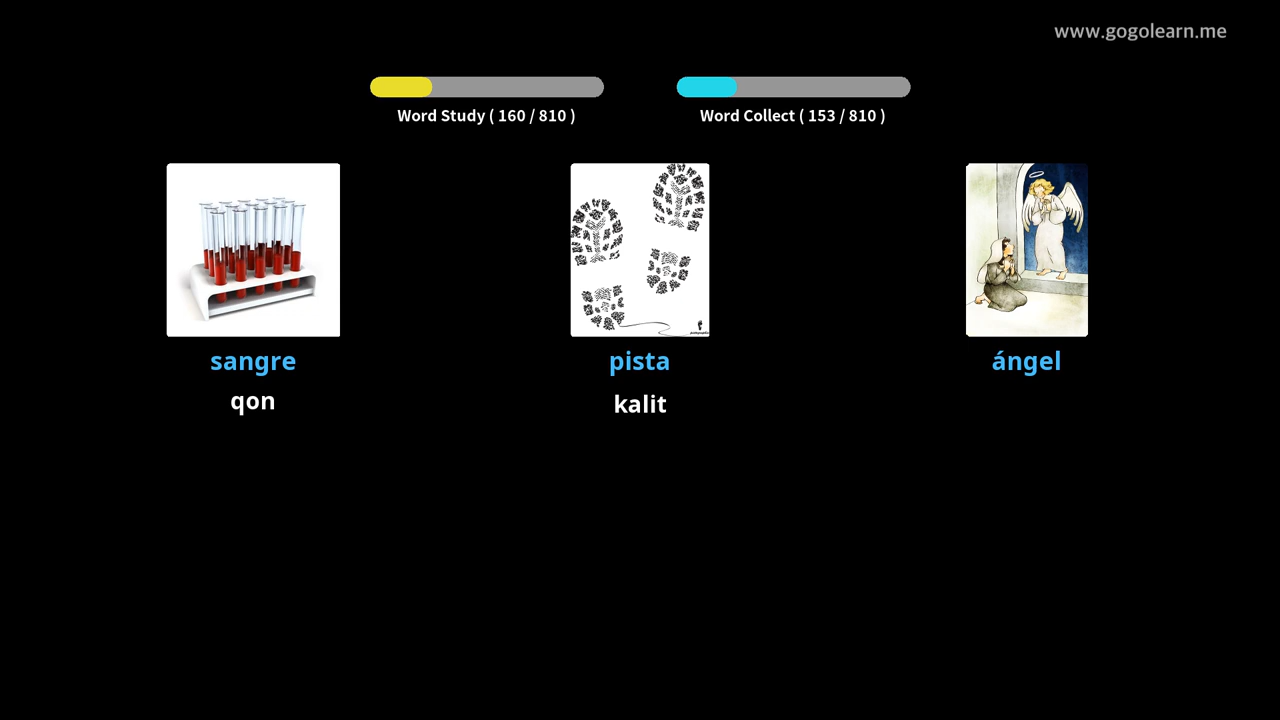 www.gogolearn.me
Word Study ( 160 / 810 )
Word Collect ( 153 / 810 )
sangre
pista
ángel
qon
kalit